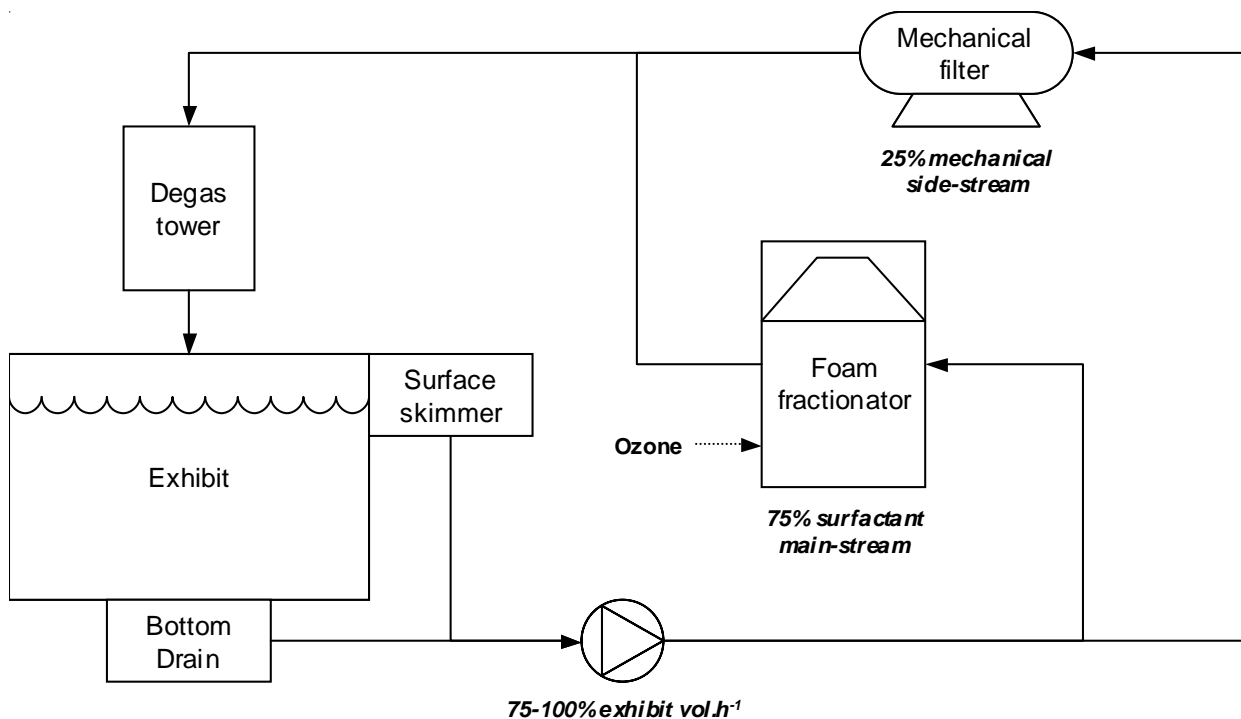 Mechanical
filter
25% mechanical
side-stream
Degas
tower
Surface
skimmer
Foam
fractionator
Ozone
Exhibit
75% surfactant
main-stream
Bottom
Drain
75-100% exhibit vol.h-1